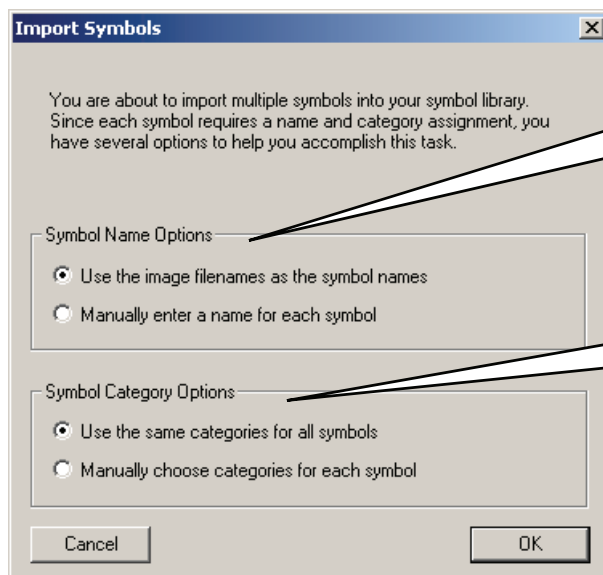 Import Symbols
You are about to import multiple symbols into your symbol library.
Since each symbol requires a name and category assignment, you
have several options to help you accomplish this task.
Symbol Name Options
Use the image filenames as the symbol names
Manually enter a name for each symbol
Symbol Category Options
Use the same categories for all symbols
Manually choose categories for each symbol
Cancel
OK